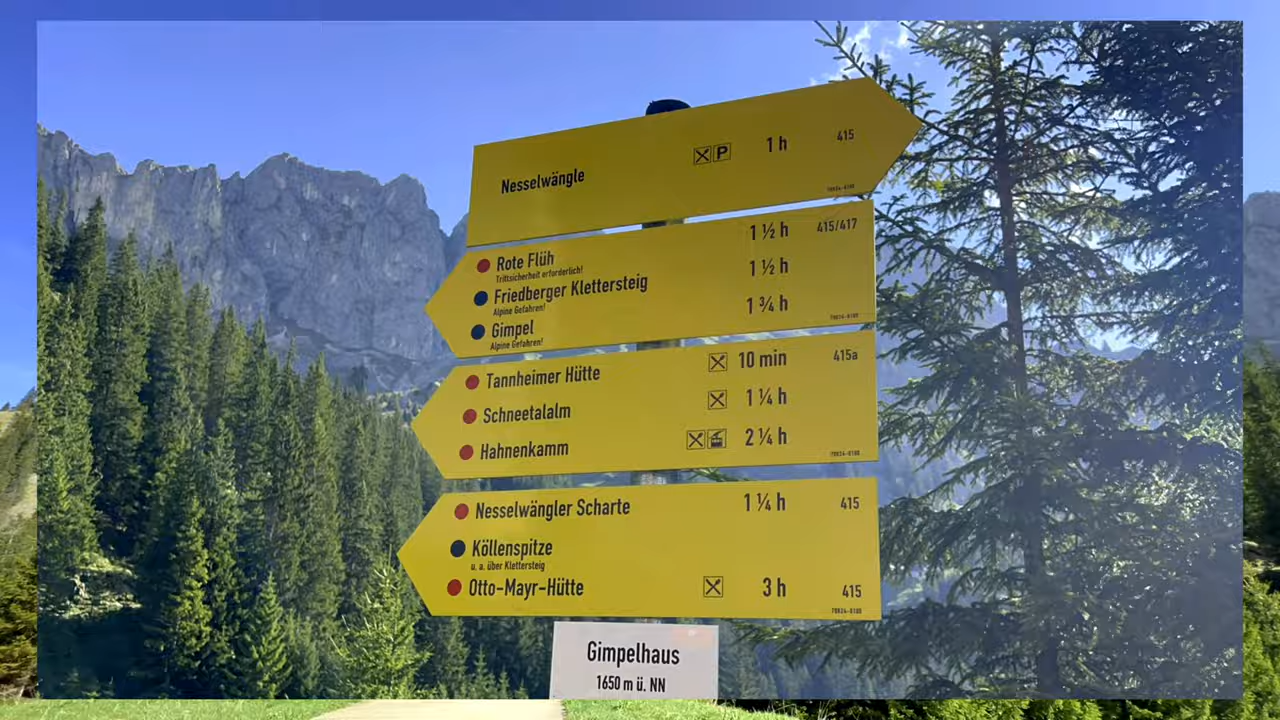 Nesselwängle P 1 h 415
Rote Flüh 1 ½ h 415/417
Trittsicherheit erforderlich!
Friedberger Klettersteig 1 ½ h
Alpine Gefahren!
Gimpel 1 ¾ h
Alpine Gefahren!
Tannheimer Hütte 10 min 415a
Schneetalalm 1 ¼ h
Hahnenkamm 2 ¼ h
Nesselwängler Scharte 1 ¼ h 415
Köllenspitze
u. a. über Klettersteig
Otto-Mayr-Hütte 3 h 415
Gimpelhaus
1650 m ü. NN